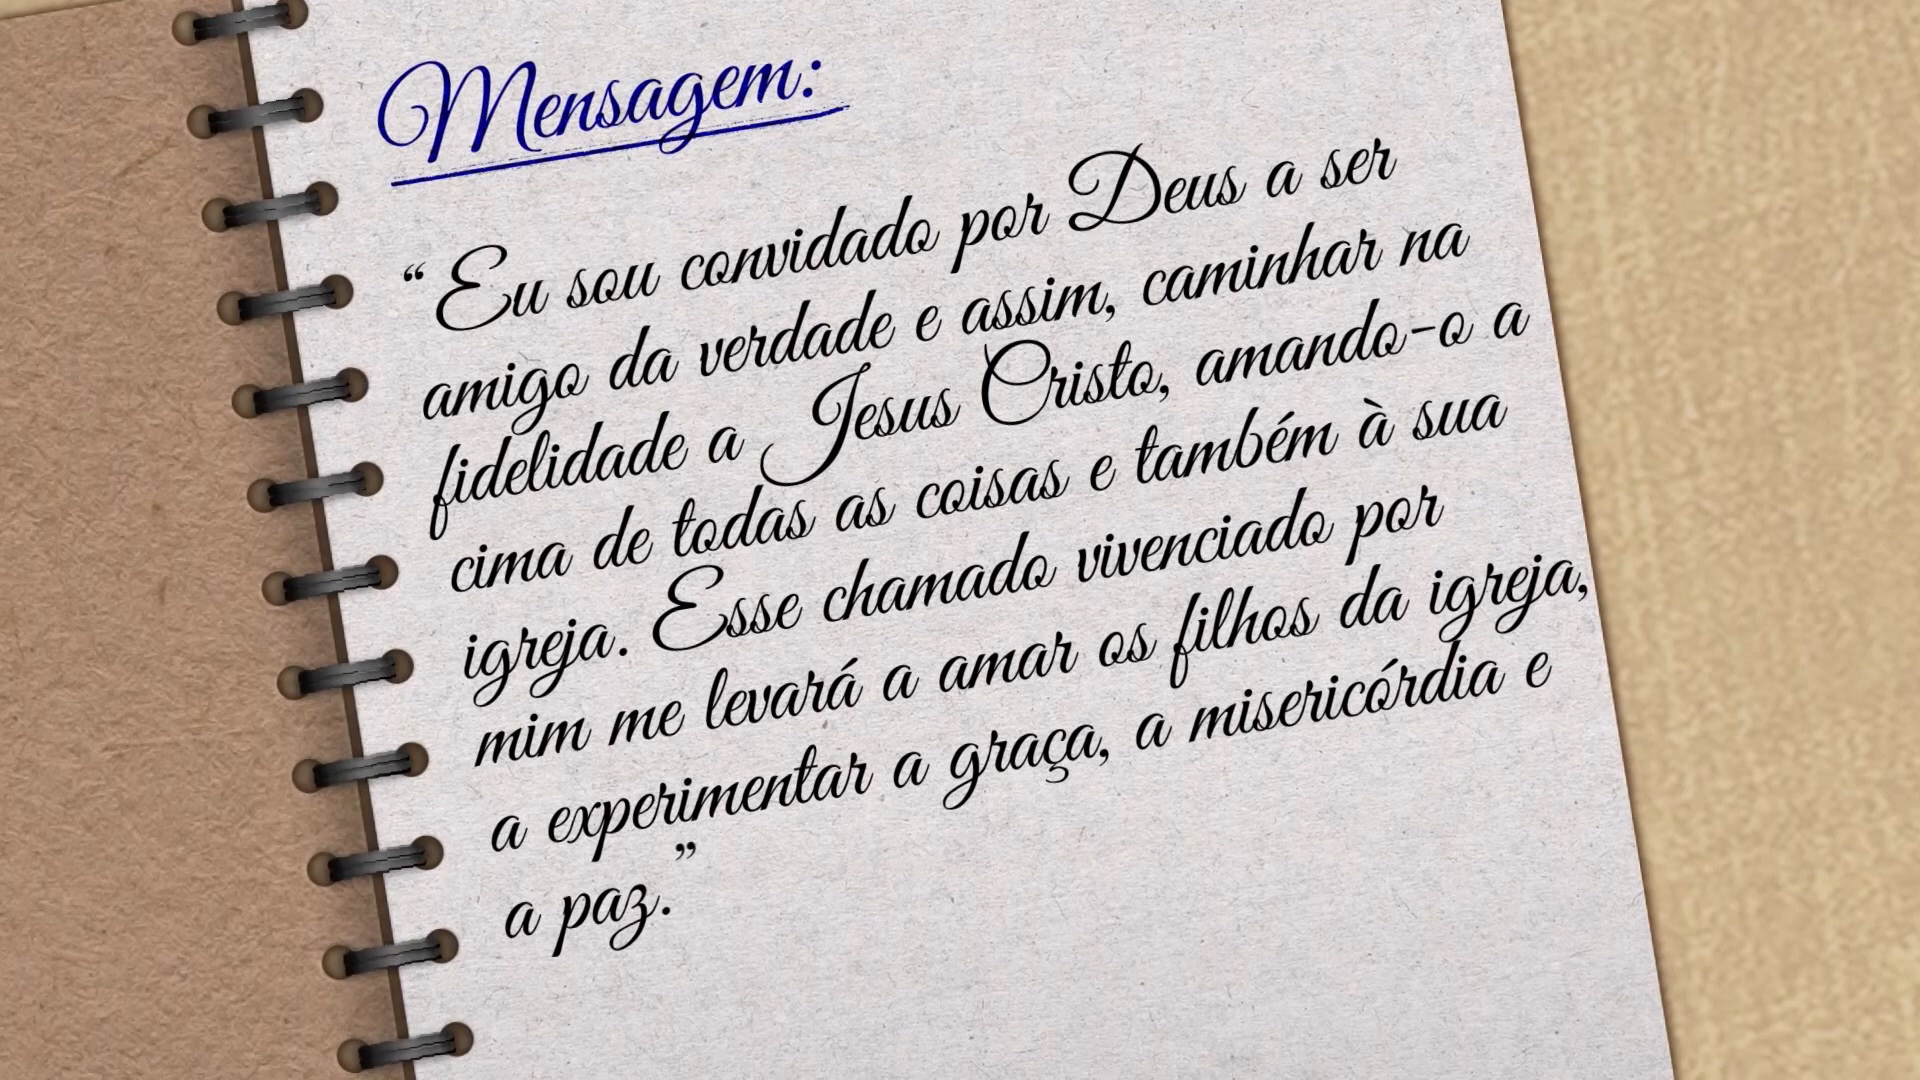 Mensagem:
“Eu sou convidado por Deus a ser
amigo da verdade e assim, caminhar na
fidelidade a Jesus Cristo, amando-o a
cima de todas as coisas e também à sua
igreja. Esse chamado vivenciado por
mim me levará a amar os filhos da igreja,
a experimentar a graça, a misericórdia e
a paz.”